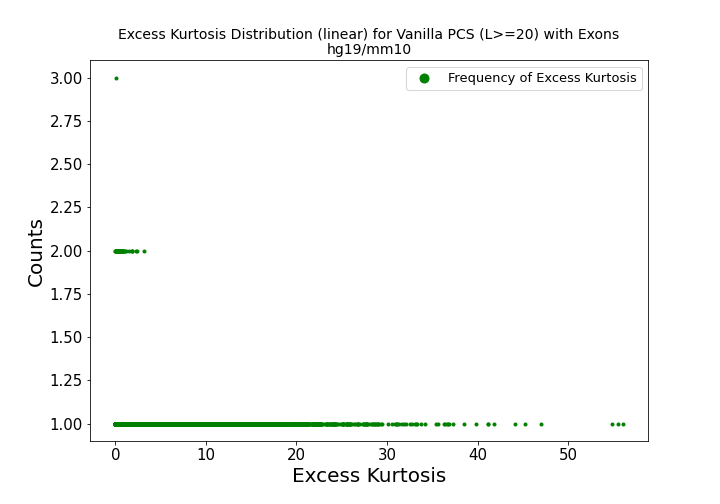 Excess Kurtosis Distribution (linear) for Vanilla PCS (L>=20) with Exons
hg19/mm10
Frequency of Excess Kurtosis
3.00
2.75
2.50
2.25
2.00
1.75
1.50
1.25
1.00
Counts
0 10 20 30 40 50
Excess Kurtosis